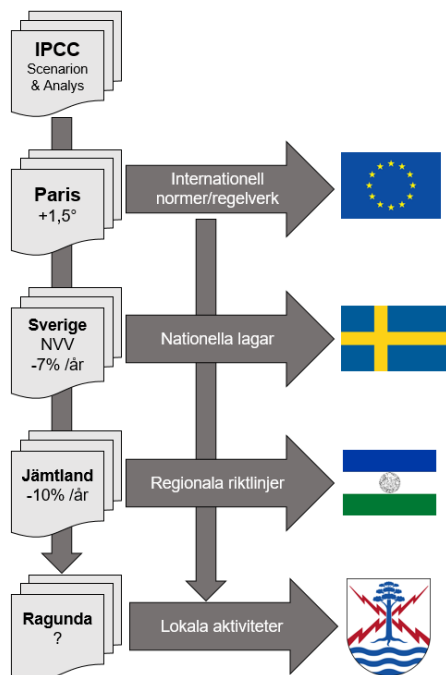 IPCC
Scenarion
& Analys
Paris
+1,5°
Internationell
normer/regelverk
Sverige
NVV
-7% /år
Nationella lagar
Jämtland
-10% /år
Regionala riktlinjer
Ragunda
?
Lokala aktiviteter